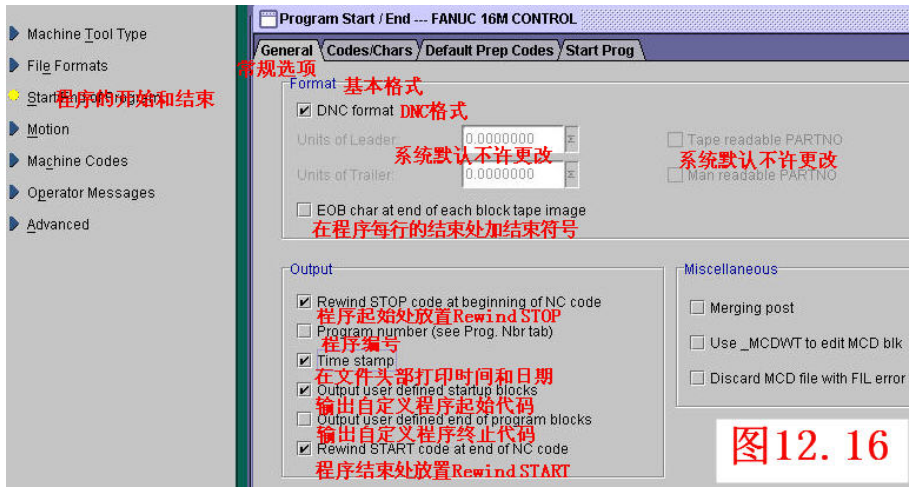 Program Start / End --- FANUC 16M CONTROL
Machine Tool Type
File Formats
Start/End of Program
程序的开始和结束
Motion
Machine Codes
Operator Messages
Advanced
General Codes/Chars Default Prep Codes Start Prog
常规选项
Format 基本格式
DNC format DNC格式
Units of Leader: 0.0000000 Tape readable PARTNO
系统默认不许更改 系统默认不许更改
Units of Trailer: 0.0000000 Man readable PARTNO
EOB char at end of each block tape image
在程序每行的结束处加结束符号
Output
Rewind STOP code at beginning of NC code
程序起始处放置Rewind STOP
Program number (see Prog. Nbr tab)
程序编号
Time stamp
在文件头部打印时间和日期
Output user defined startup blocks
输出自定义程序起始代码
Output user defined end of program blocks
输出自定义程序终止代码
Rewind START code at end of NC code
程序结束处放置Rewind START
Miscellaneous
Merging post
Use _MCDWT to edit MCD blk
Discard MCD file with FIL error
图12.16